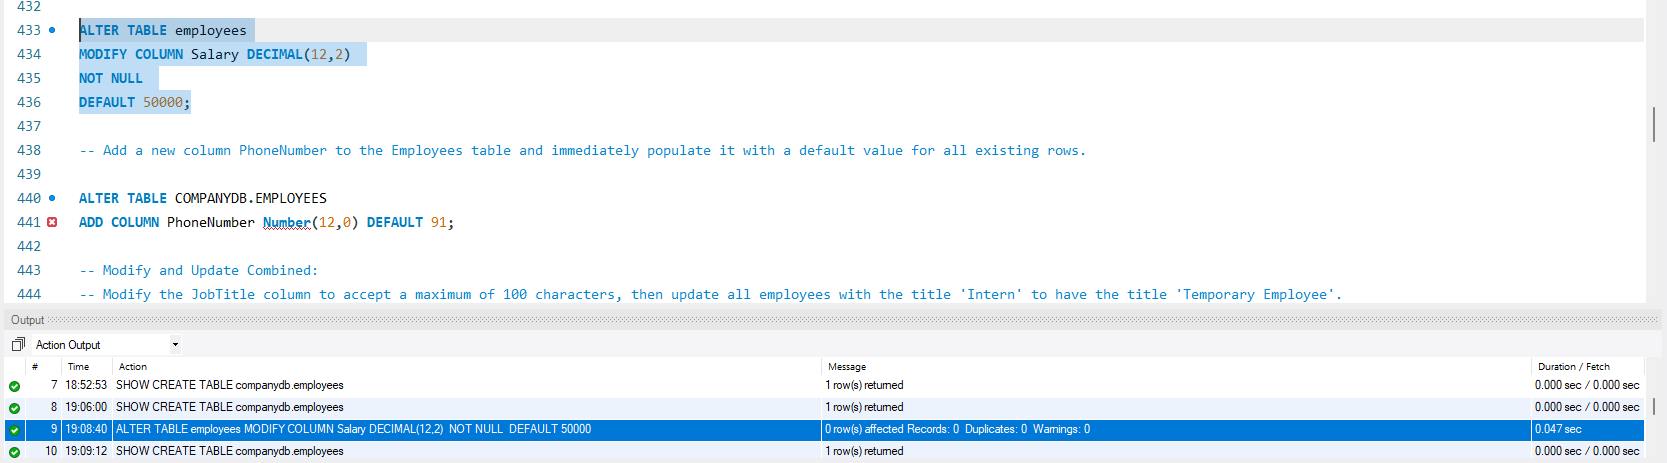 432
433 ALTER TABLE employees
434 MODIFY COLUMN Salary DECIMAL(12,2)
435 NOT NULL
436 DEFAULT 50000;
437
438 -- Add a new column PhoneNumber to the Employees table and immediately populate it with a default value for all existing rows.
439
440 ALTER TABLE COMPANYDB.EMPLOYEES
441 ADD COLUMN PhoneNumber Number(12,0) DEFAULT 91;
442
443 -- Modify and Update Combined:
444 -- Modify the JobTitle column to accept a maximum of 100 characters, then update all employees with the title 'Intern' to have the title 'Temporary Employee'.
Output
Action Output
# Time Action Message Duration / Fetch
7 18:52:53 SHOW CREATE TABLE companydb.employees 1 row(s) returned 0.000 sec / 0.000 sec
8 19:06:00 SHOW CREATE TABLE companydb.employees 1 row(s) returned 0.000 sec / 0.000 sec
9 19:08:40 ALTER TABLE employees MODIFY COLUMN Salary DECIMAL(12,2) NOT NULL DEFAULT 50000 0 row(s) affected Records: 0 Duplicates: 0 Warnings: 0 0.047 sec
10 19:09:12 SHOW CREATE TABLE companydb.employees 1 row(s) returned 0.000 sec / 0.000 sec